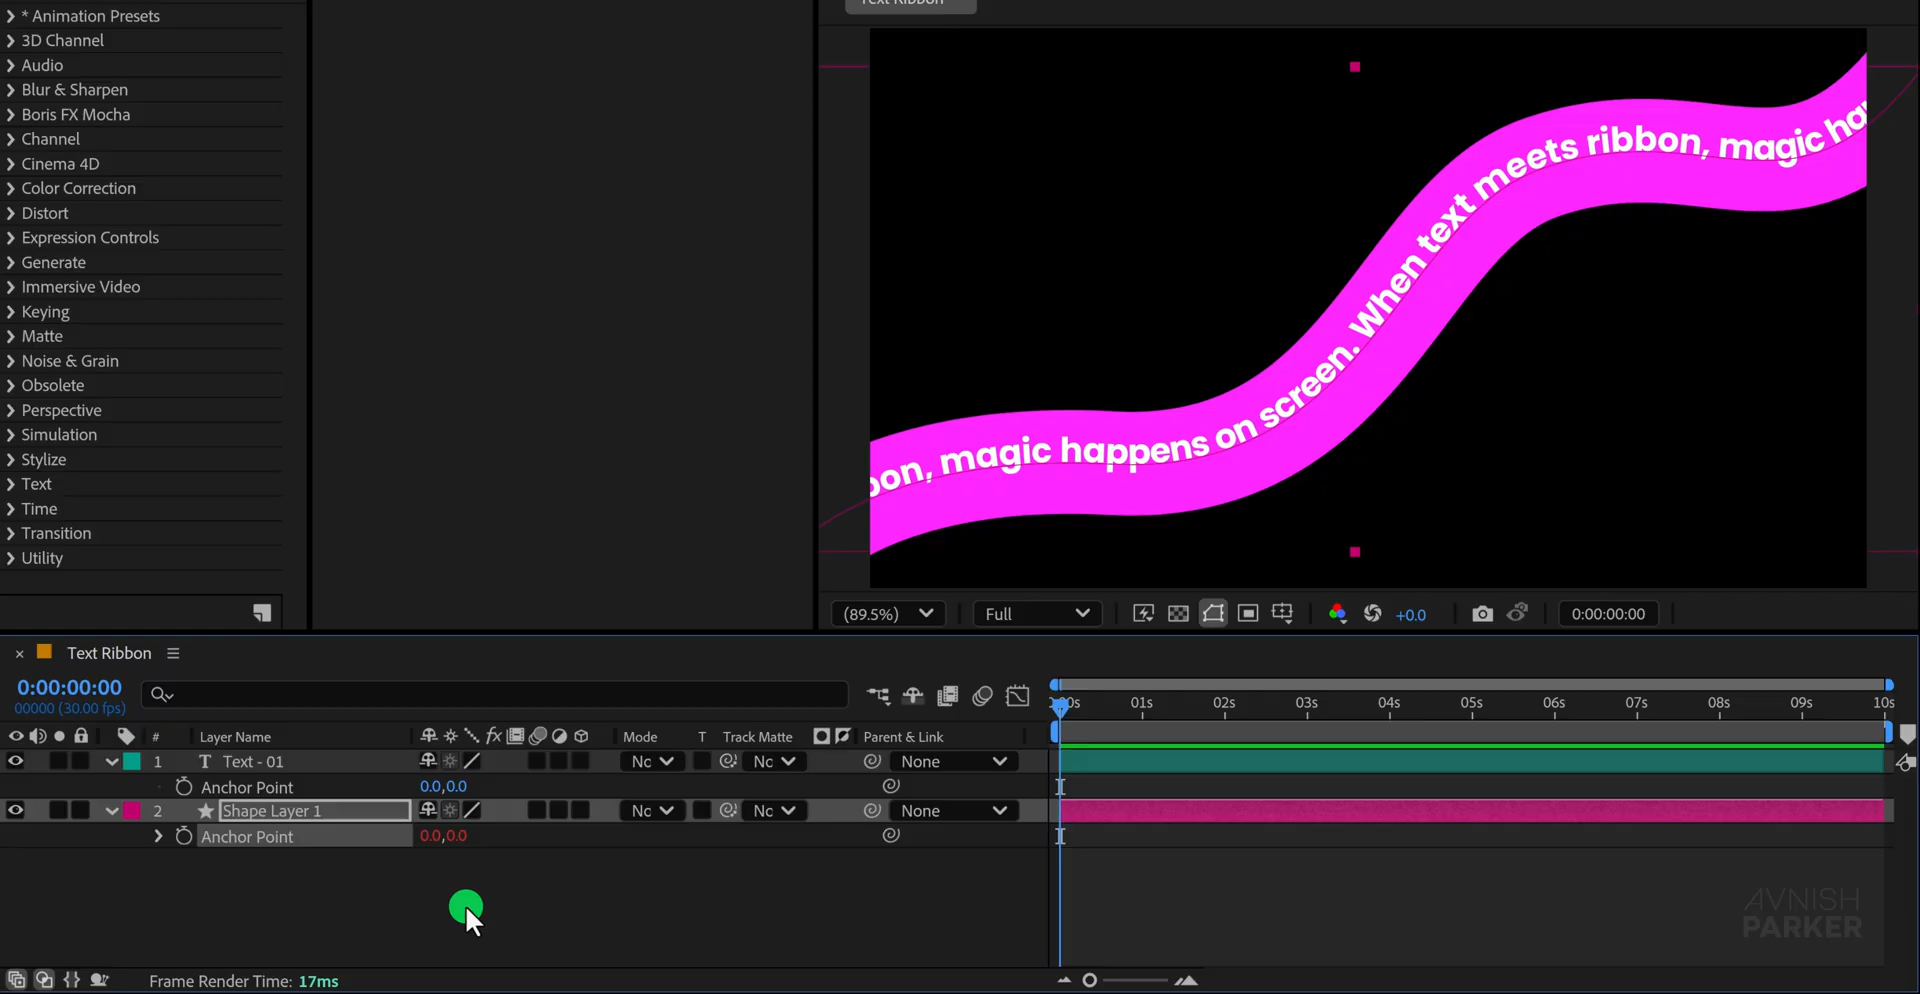 * Animation Presets
3D Channel
Audio
Blur & Sharpen
Boris FX Mocha
Channel
Cinema 4D
Color Correction
Distort
Expression Controls
Generate
Immersive Video
Keying
Matte
Noise & Grain
Obsolete
Perspective
Simulation
Stylize
Text
Time
Transition
Utility
Text Ribbon
bon, magic happens on screen. When text meets ribbon, magic ha
(89.5%)
Full
+0.0
0:00:00:00
Text Ribbon
0:00:00:00
00000 (30.00 fps)
01s 02s 03s 04s 05s 06s 07s 08s 09s 10s
# Layer Name fx Mode T Track Matte Parent & Link
1 T Text - 01 Nc Nc None
Anchor Point 0.0,0.0
2 Shape Layer 1 Nc Nc None
Anchor Point 0.0,0.0
AVNISH
PARKER
Frame Render Time: 17ms